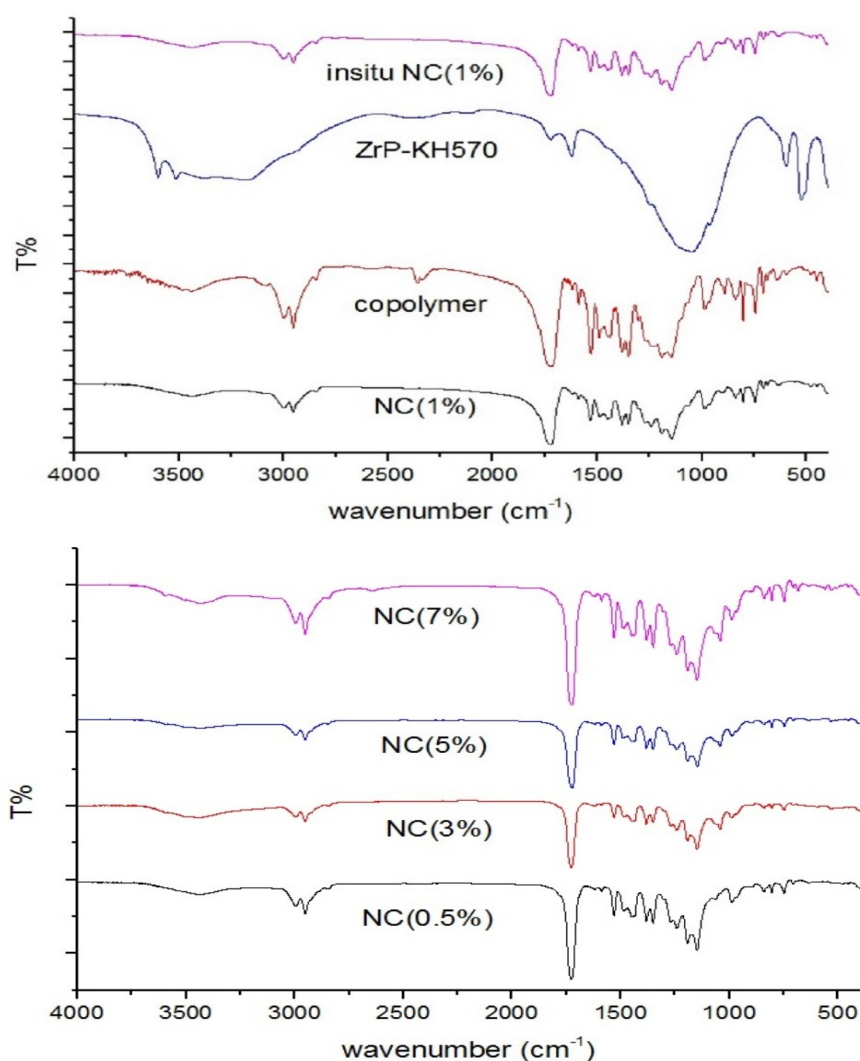 insitu NC(1%)
ZrP-KH570
copolymer
NC(1%)
T%
4000 3500 3000 2500 2000 1500 1000 500
wavenumber (cm⁻¹)
NC(7%)
NC(5%)
NC(3%)
NC(0.5%)
T%
4000 3500 3000 2500 2000 1500 1000 500
wavenumber (cm⁻¹)